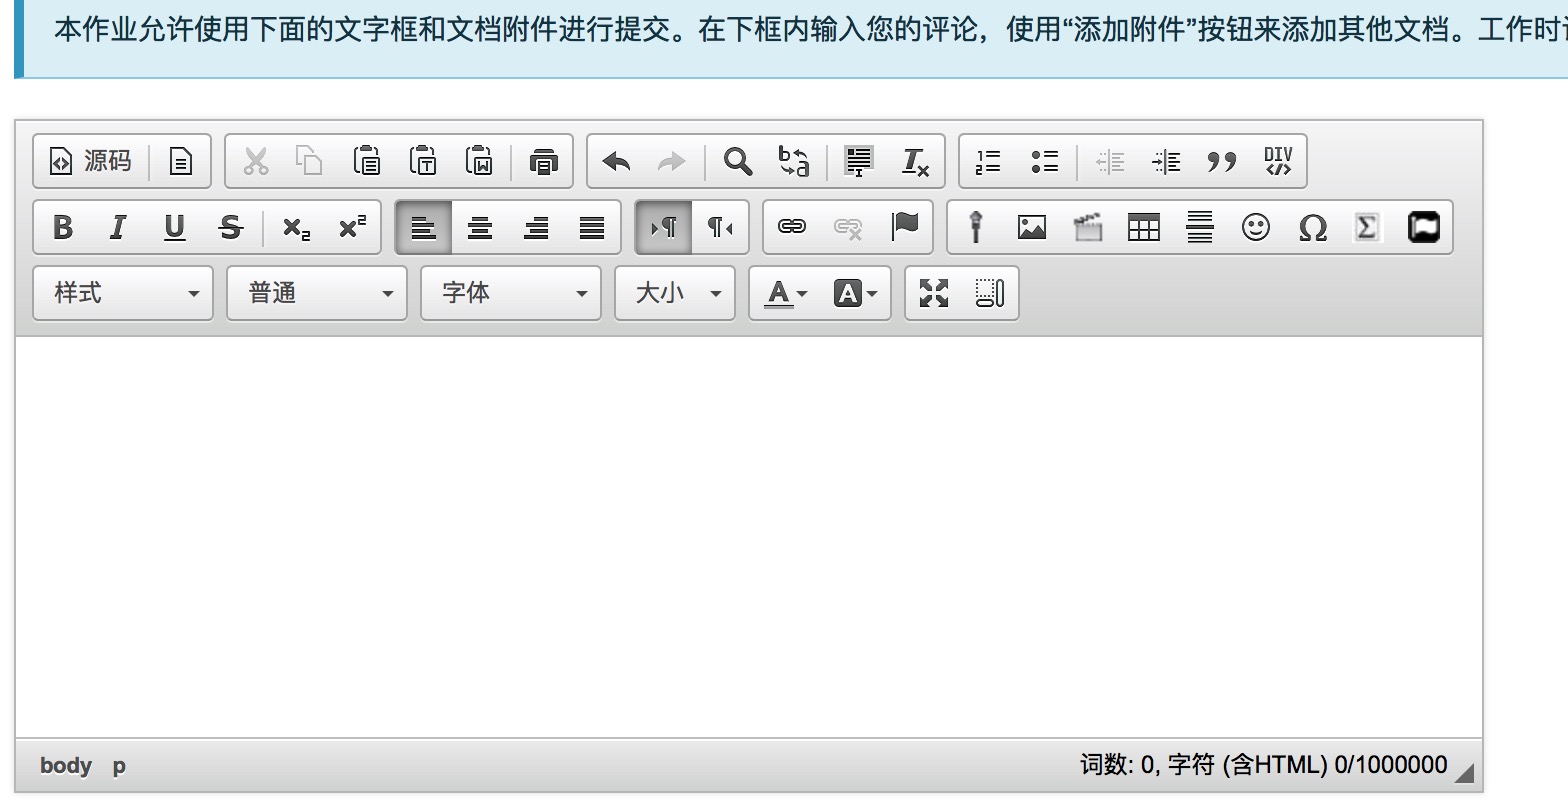 本作业允许使用下面的文字框和文档附件进行提交。在下框内输入您的评论，使用“添加附件”按钮来添加其他文档。工作时
源码
DIV
B I U S x₂ x²
样式 普通 字体 大小 A A
body p 词数: 0, 字符 (含HTML) 0/1000000